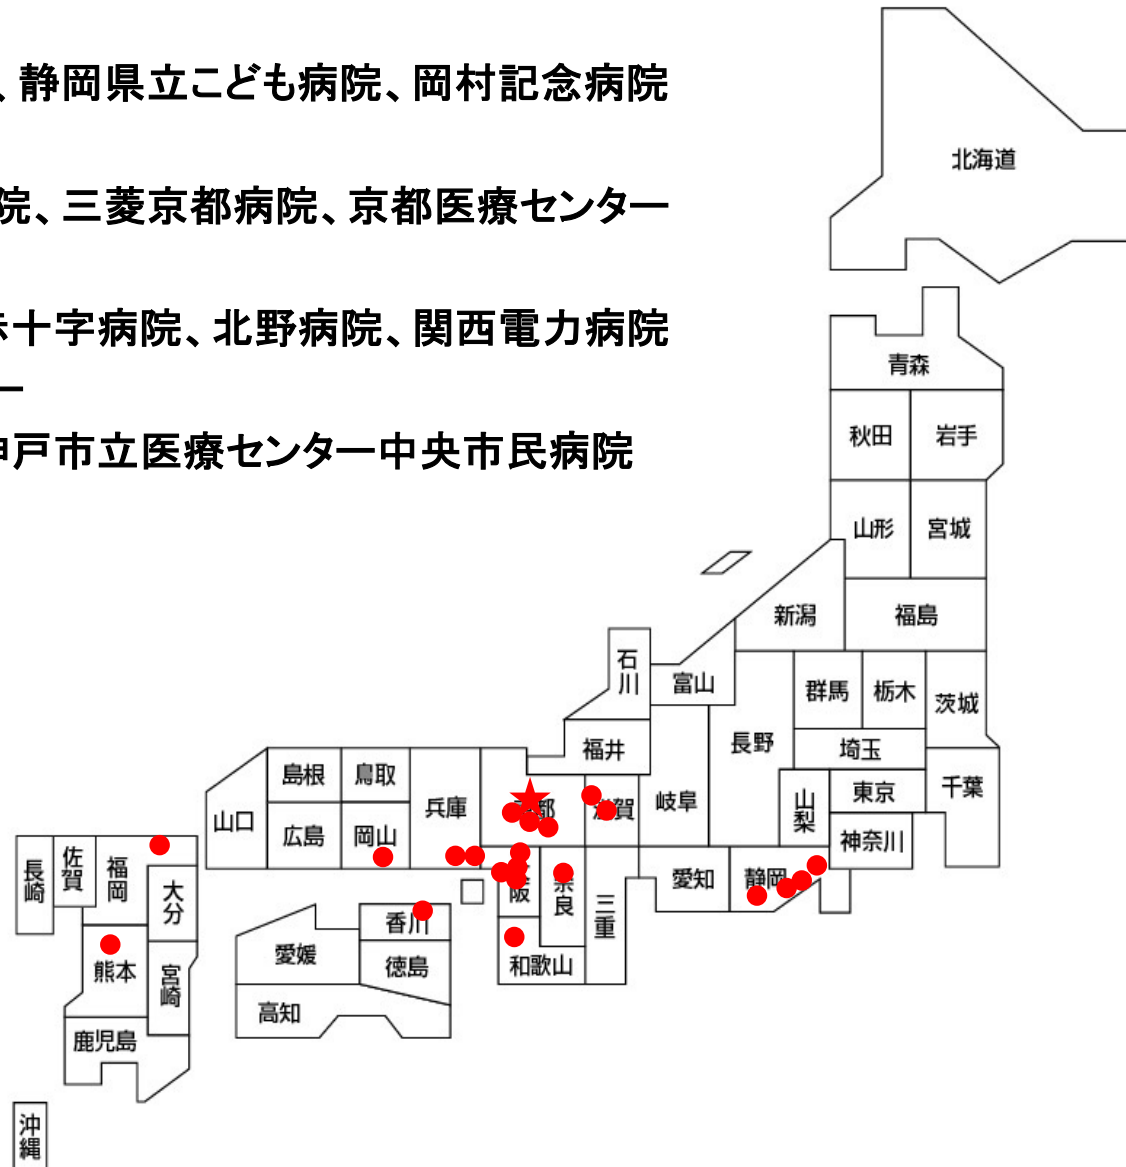 、静岡県立こども病院、岡村記念病院
院、三菱京都病院、京都医療センター
十字病院、北野病院、関西電力病院
ー
戸市立医療センター中央市民病院
北海道
青森
秋田
岩手
山形
宮城
新潟
福島
石川
富山
群馬
栃木
茨城
福井
長野
埼玉
島根
鳥取
兵庫
都
滋賀
岐阜
山梨
東京
千葉
山口
広島
岡山
神奈川
長崎
佐賀
福岡
大分
阪
奈良
三重
愛知
静岡
香川
愛媛
徳島
和歌山
熊本
宮崎
高知
鹿児島
沖縄